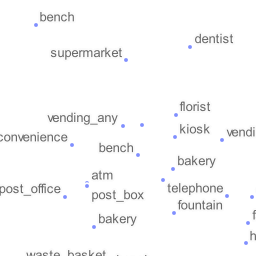 bench
dentist
supermarket
florist
vending_any
kiosk
vendi
convenience
bench
bakery
atm
post_office
telephone
post_box
fountain
bakery
f
h
waste_basket